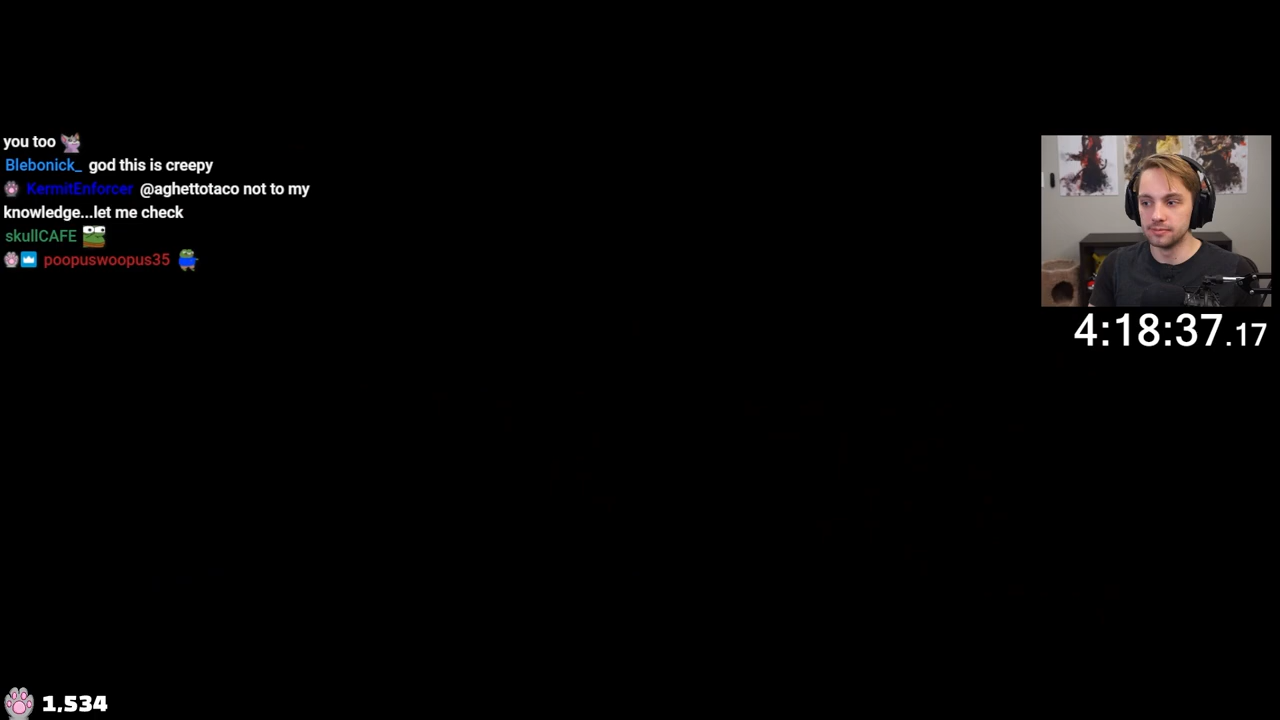 you too
Blebonick_ god this is creepy
KermitEnforcer @aghettotaco not to my
knowledge...let me check
skullCAFE
poopuswoopus35
4:18:37.17
1,534